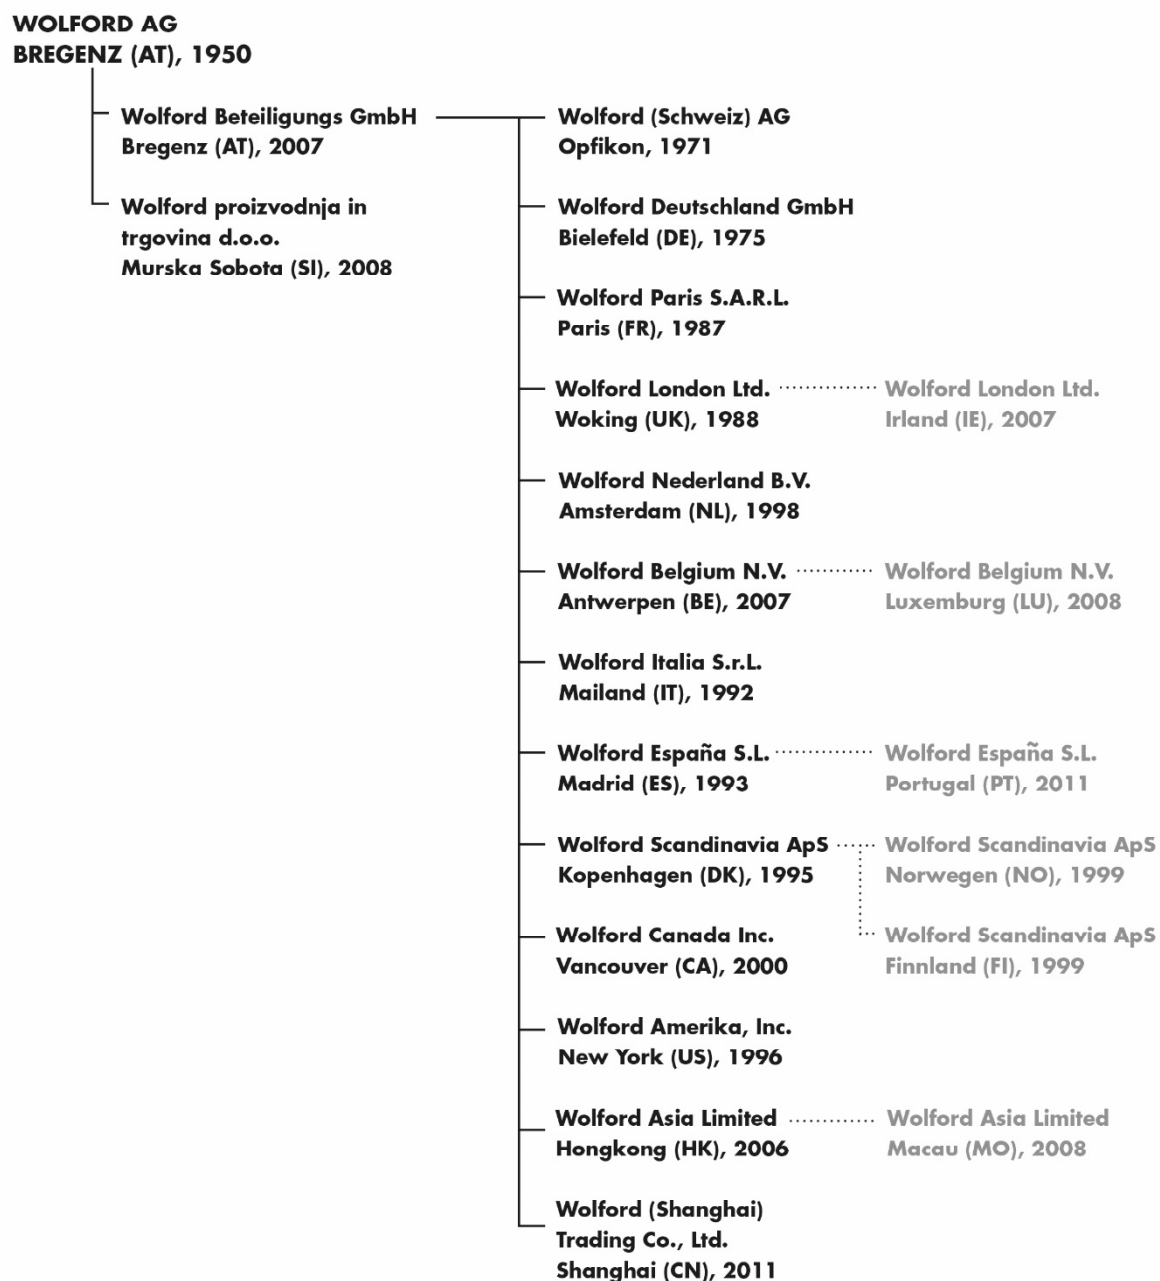 WOLFORD AG
BREGENZ (AT), 1950
Wolford Beteiligungs GmbH
Bregenz (AT), 2007
Wolford proizvodnja in
trgovina d.o.o.
Murska Sobota (SI), 2008
Wolford (Schweiz) AG
Opfikon, 1971
Wolford Deutschland GmbH
Bielefeld (DE), 1975
Wolford Paris S.A.R.L.
Paris (FR), 1987
Wolford London Ltd.
Woking (UK), 1988
Wolford London Ltd.
Irland (IE), 2007
Wolford Nederland B.V.
Amsterdam (NL), 1998
Wolford Belgium N.V.
Antwerpen (BE), 2007
Wolford Belgium N.V.
Luxemburg (LU), 2008
Wolford Italia S.r.L.
Mailand (IT), 1992
Wolford España S.L.
Madrid (ES), 1993
Wolford España S.L.
Portugal (PT), 2011
Wolford Scandinavia ApS
Kopenhagen (DK), 1995
Wolford Scandinavia ApS
Norwegen (NO), 1999
Wolford Scandinavia ApS
Finnland (FI), 1999
Wolford Canada Inc.
Vancouver (CA), 2000
Wolford Amerika, Inc.
New York (US), 1996
Wolford Asia Limited
Hongkong (HK), 2006
Wolford Asia Limited
Macau (MO), 2008
Wolford (Shanghai)
Trading Co., Ltd.
Shanghai (CN), 2011